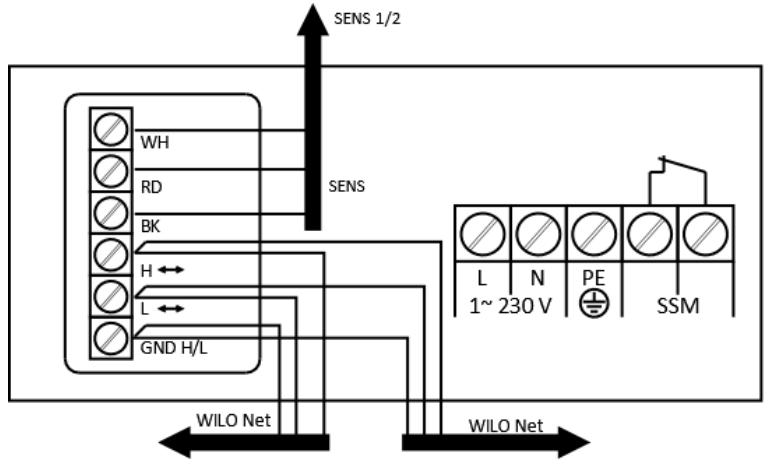 SENS 1/2
WH
RD
SENS
BK
H
L
GND H/L
L N PE
1~ 230 V SSM
WILO Net
WILO Net